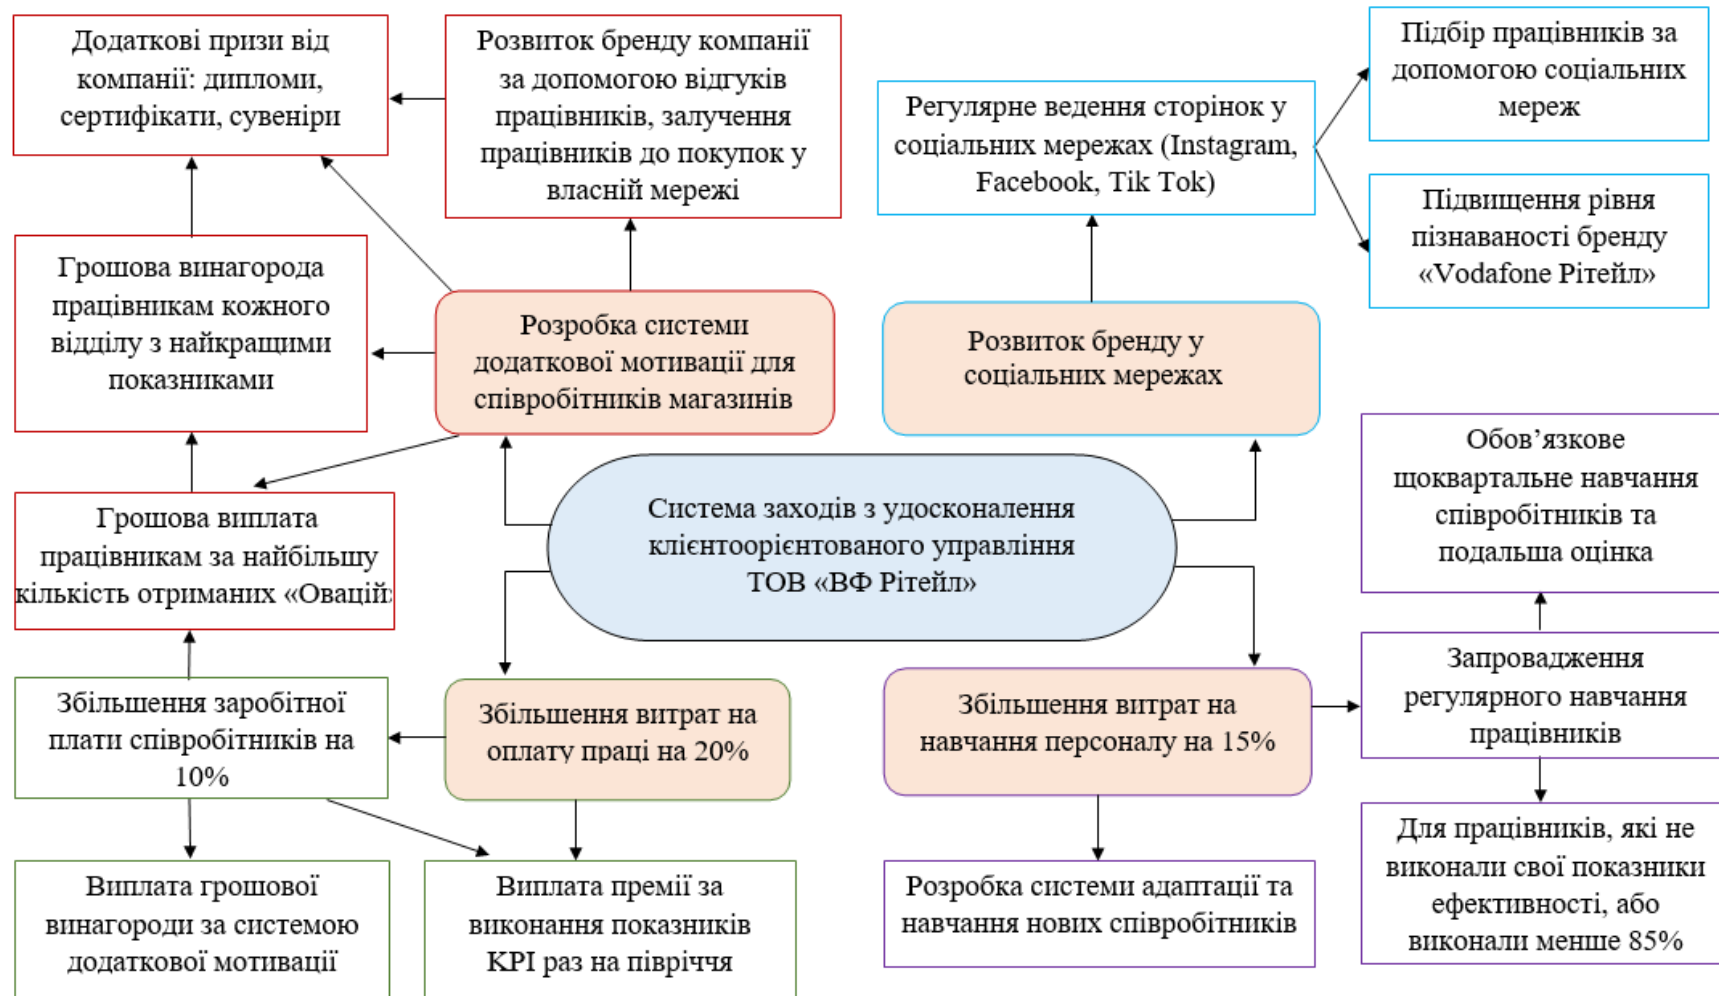 Додаткові призи від
компанії: дипломи,
сертифікати, сувеніри
Розвиток бренду компанії
за допомогою відгуків
працівників, залучення
працівників до покупок у
власній мережі
Регулярне ведення сторінок у
соціальних мережах (Instagram,
Facebook, Tik Tok)
Підбір працівників за
допомогою соціальних
мереж
Підвищення рівня
пізнаваності бренду
«Vodafone Рітейл»
Грошова винагорода
працівникам кожного
відділу з найкращими
показниками
Розробка системи
додаткової мотивації для
співробітників магазинів
Розвиток бренду у
соціальних мережах
Грошова виплата
працівникам за найбільшу
кількість отриманих «Овацій»
Система заходів з удосконалення
клієнтоорієнтованого управління
ТОВ «ВФ Рітейл»
Обов’язкове
щоквартальне навчання
співробітників та
подальша оцінка
Збільшення заробітної
плати співробітників на
10%
Збільшення витрат на
оплату праці на 20%
Збільшення витрат на
навчання персоналу на 15%
Запровадження
регулярного навчання
працівників
Виплата грошової
винагороди за системою
додаткової мотивації
Виплата премії за
виконання показників
KPI раз на півріччя
Розробка системи адаптації та
навчання нових співробітників
Для працівників, які не
виконали свої показники
ефективності, або
виконали менше 85%